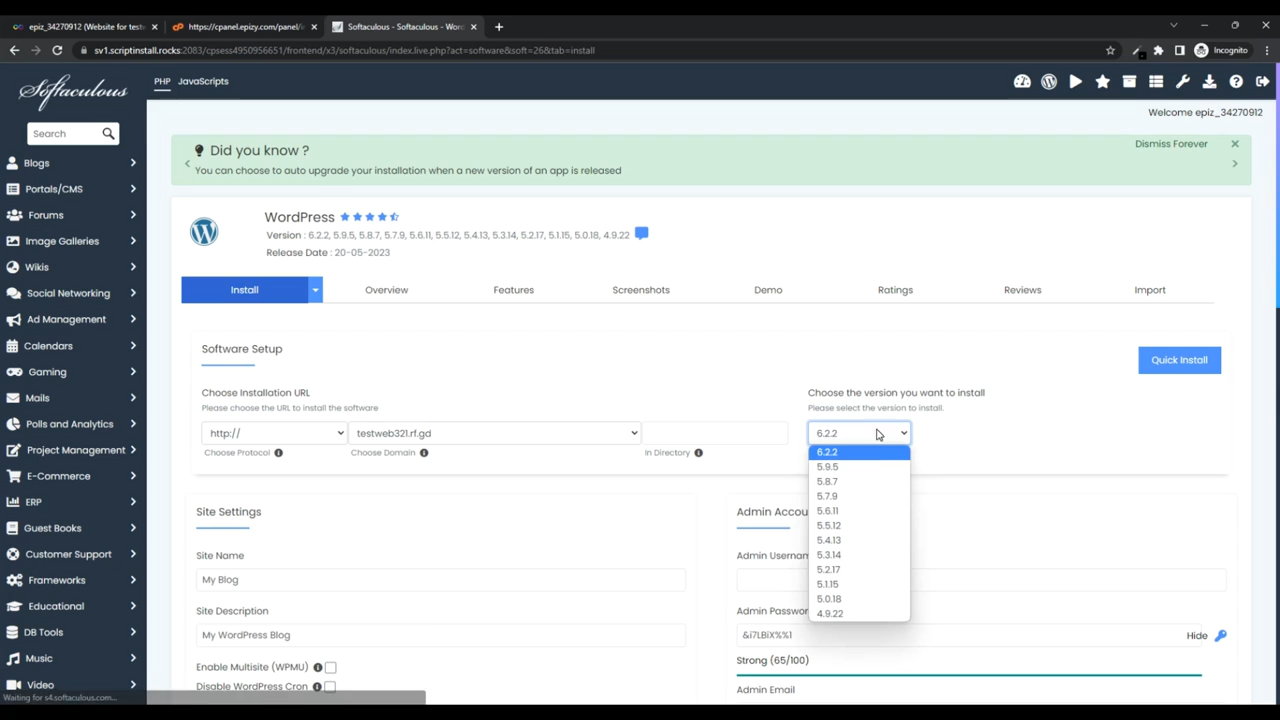 epiz_34270912 (Website for test
https://cpanel.epizy.com/panel/
Softaculous - Softaculous - Wor
sv1.scriptinstall.rocks:2083/cpsess4950956651/frontend/x3/softaculous/index.live.php?act=software&soft=26&tab=install
Incognito
Softaculous
PHP JavaScripts
Welcome epiz_34270912
Search
Blogs
Portals/CMS
Forums
Image Galleries
Wikis
Social Networking
Ad Management
Calendars
Gaming
Mails
Polls and Analytics
Project Management
E-Commerce
ERP
Guest Books
Customer Support
Frameworks
Educational
DB Tools
Music
Video
Did you know ?
Dismiss Forever
You can choose to auto upgrade your installation when a new version of an app is released
WordPress
Version : 6.2.2, 5.9.5, 5.8.7, 5.7.9, 5.6.11, 5.5.12, 5.4.13, 5.3.14, 5.2.17, 5.1.15, 5.0.18, 4.9.22
Release Date : 20-05-2023
Install Overview Features Screenshots Demo Ratings Reviews Import
Software Setup
Quick Install
Choose Installation URL
Please choose the URL to install the software
http://
testweb321.rf.gd
Choose Protocol
Choose Domain
In Directory
Choose the version you want to install
Please select the version to install.
6.2.2
6.2.2
5.9.5
5.8.7
5.7.9
5.6.11
5.5.12
5.4.13
5.3.14
5.2.17
5.1.15
5.0.18
4.9.22
Site Settings
Site Name
My Blog
Site Description
My WordPress Blog
Enable Multisite (WPMU)
Disable WordPress Cron
Admin Accou
Admin Usernam
Admin Passwo
&i7LBiX%%1
Hide
Strong (65/100)
Admin Email
Waiting for s4.softaculous.com...